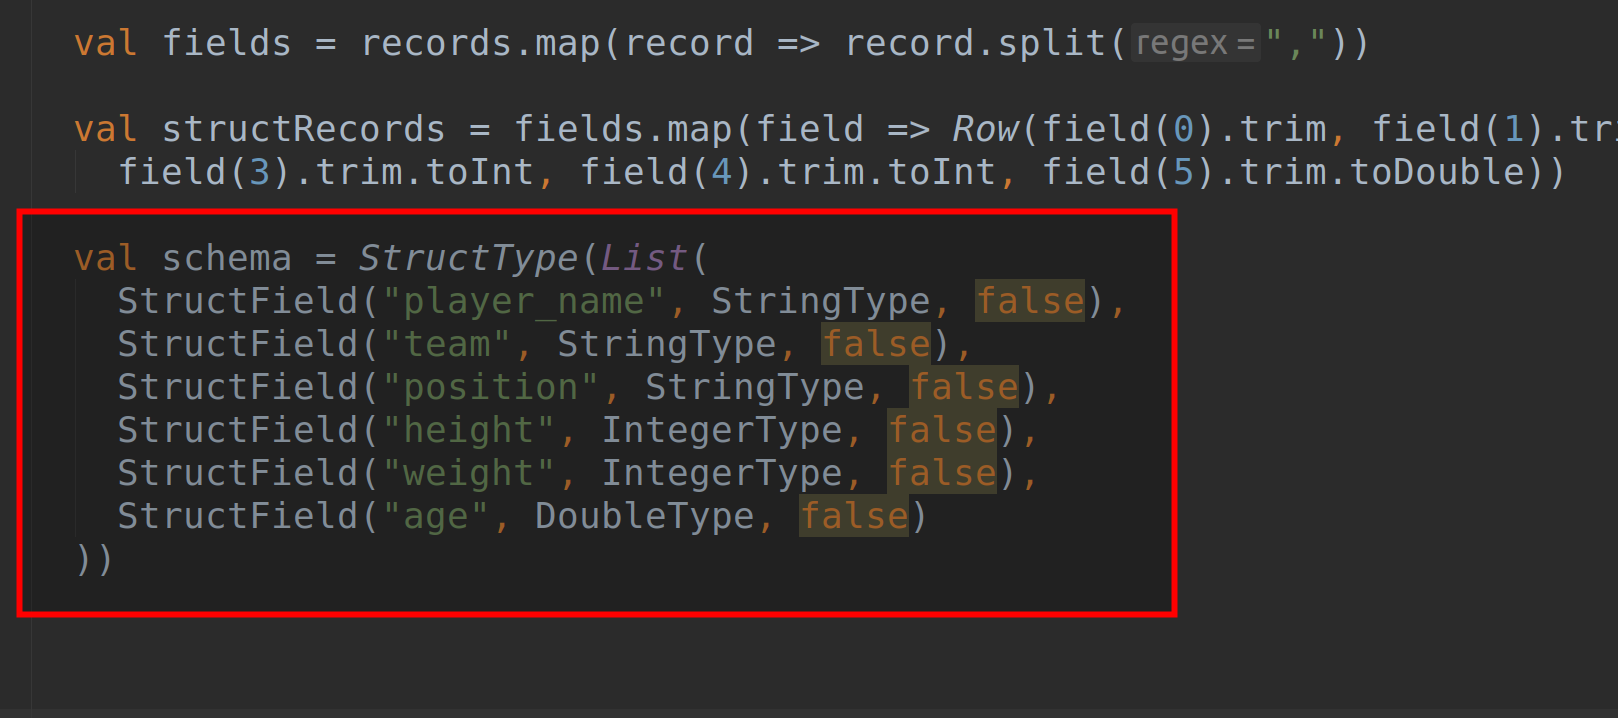 val fields = records.map(record => record.split(regex = ","))
val structRecords = fields.map(field => Row(field(0).trim, field(1).tri
field(3).trim.toInt, field(4).trim.toInt, field(5).trim.toDouble))
val schema = StructType(List(
StructField("player_name", StringType, false),
StructField("team", StringType, false),
StructField("position", StringType, false),
StructField("height", IntegerType, false),
StructField("weight", IntegerType, false),
StructField("age", DoubleType, false)
))